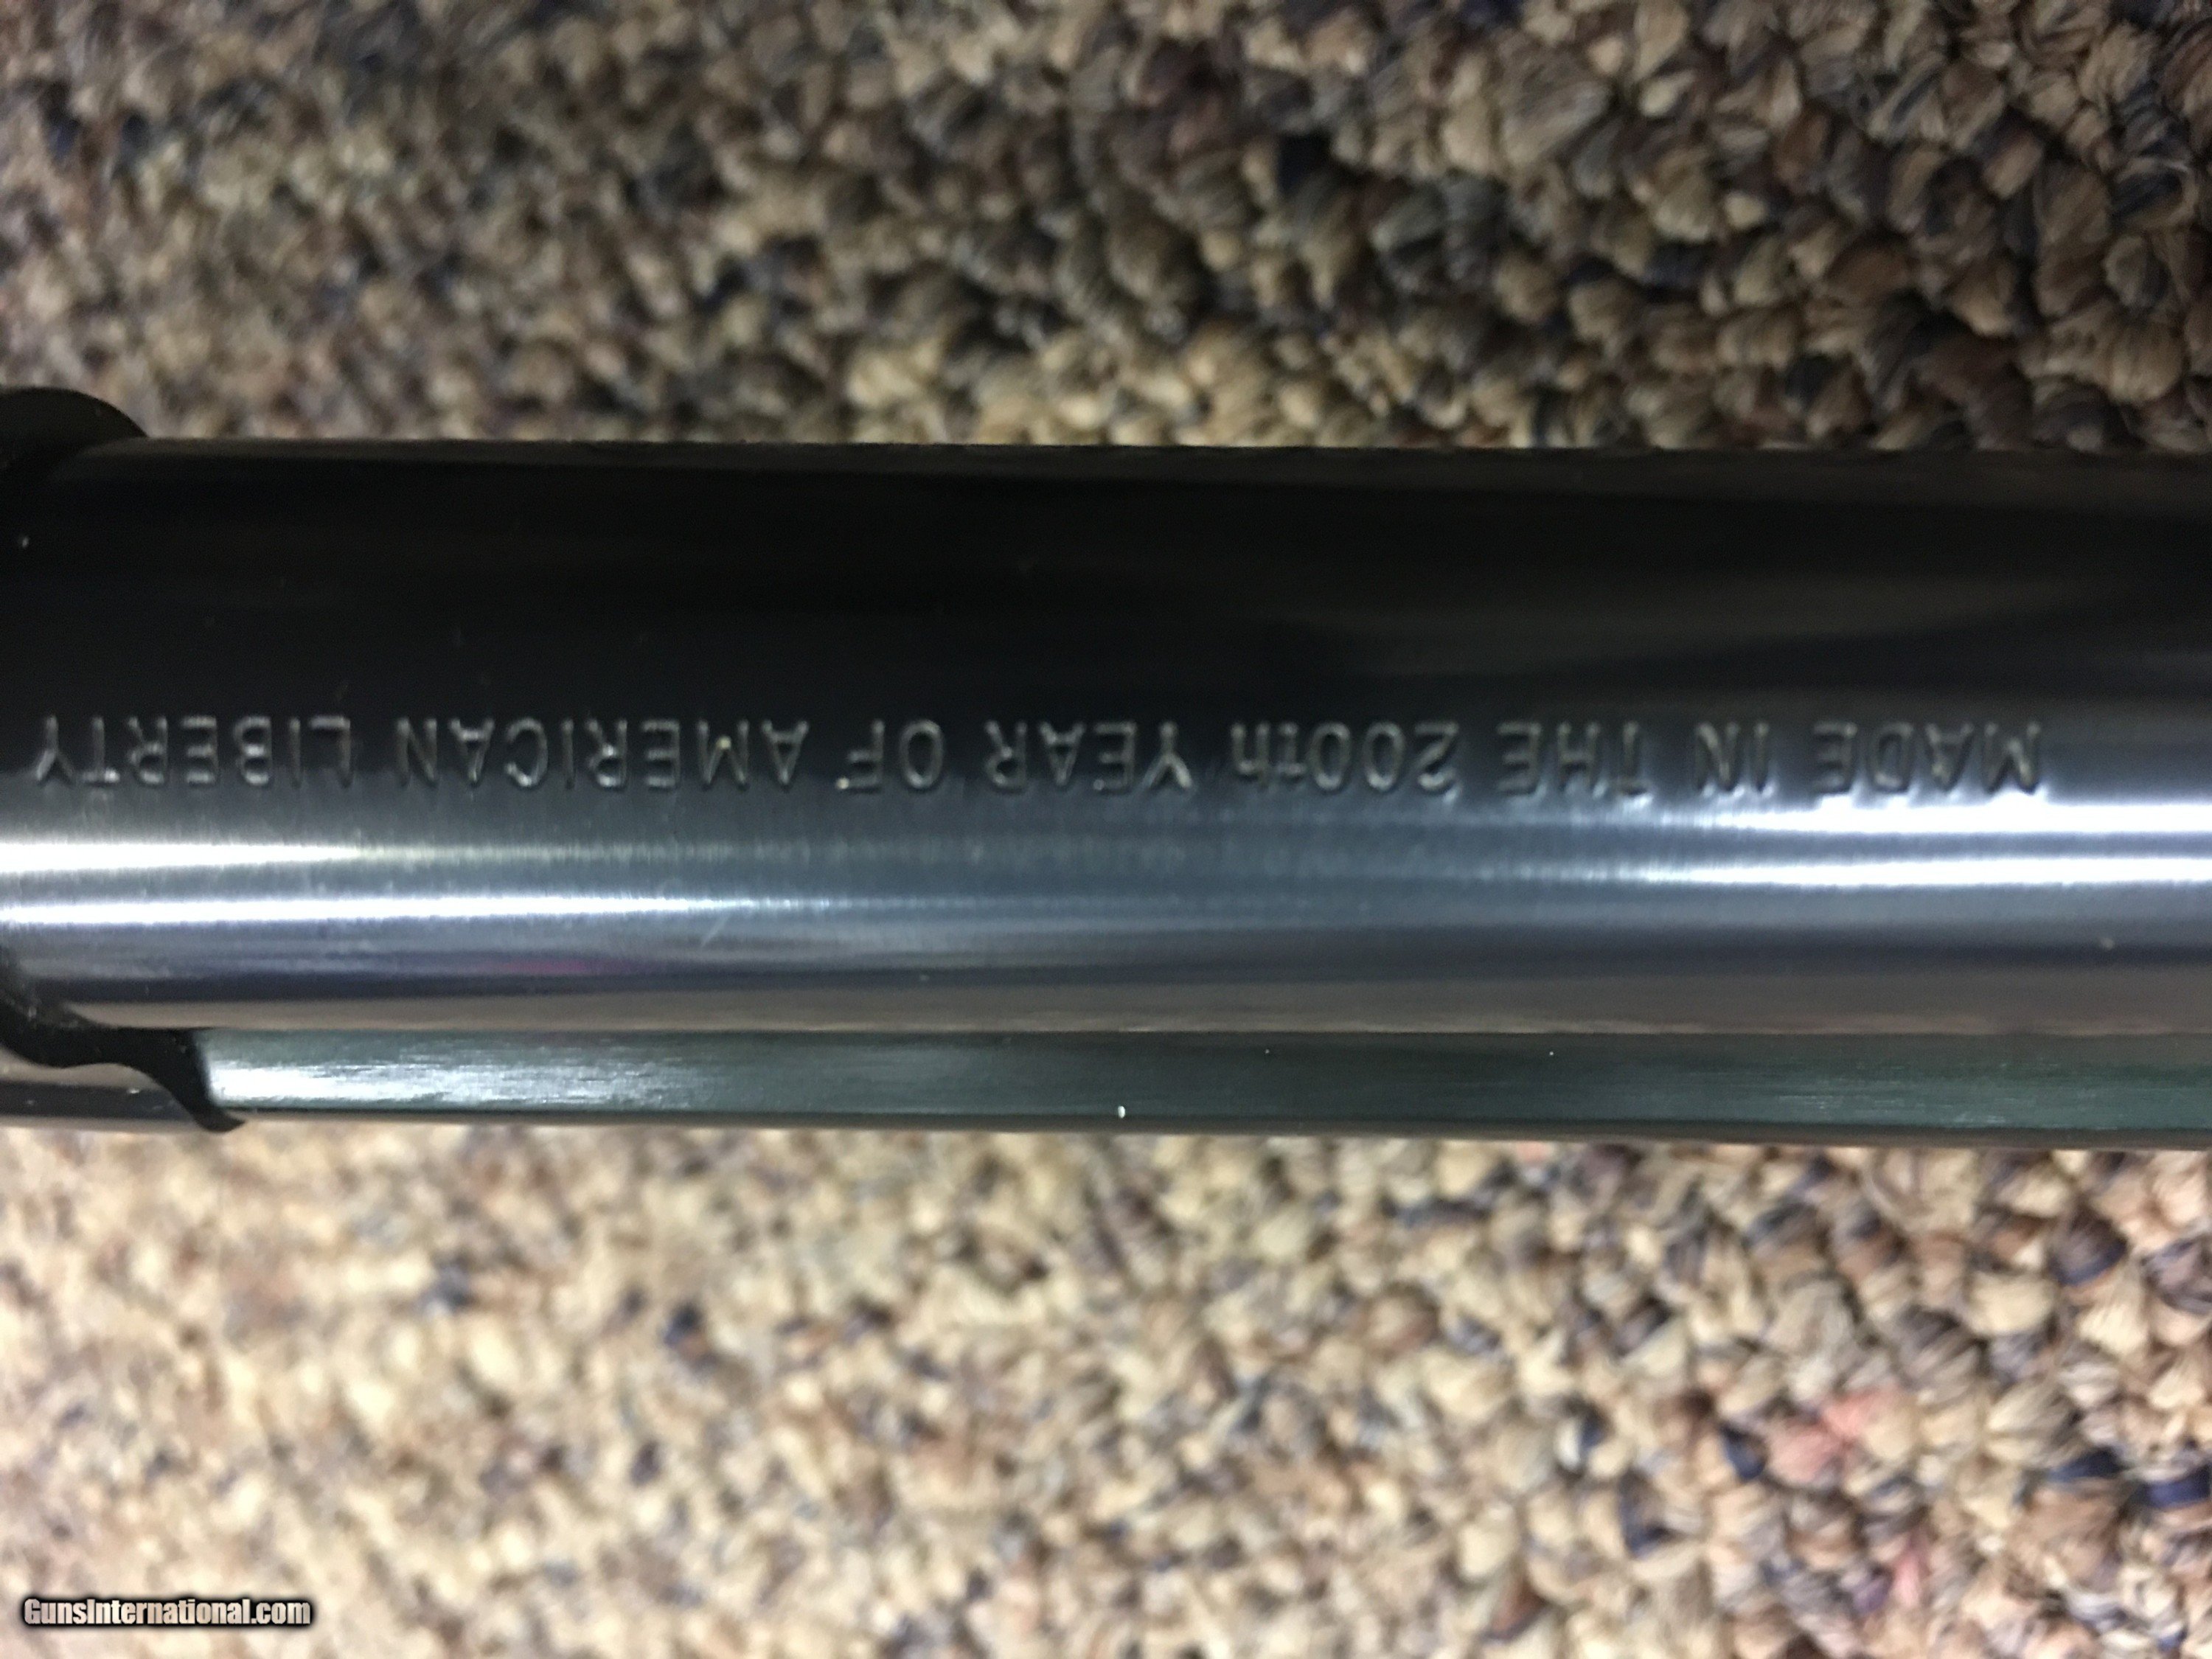 MADE IN THE 200th YEAR OF AMERICAN LIBERTY
GunsInternational.com